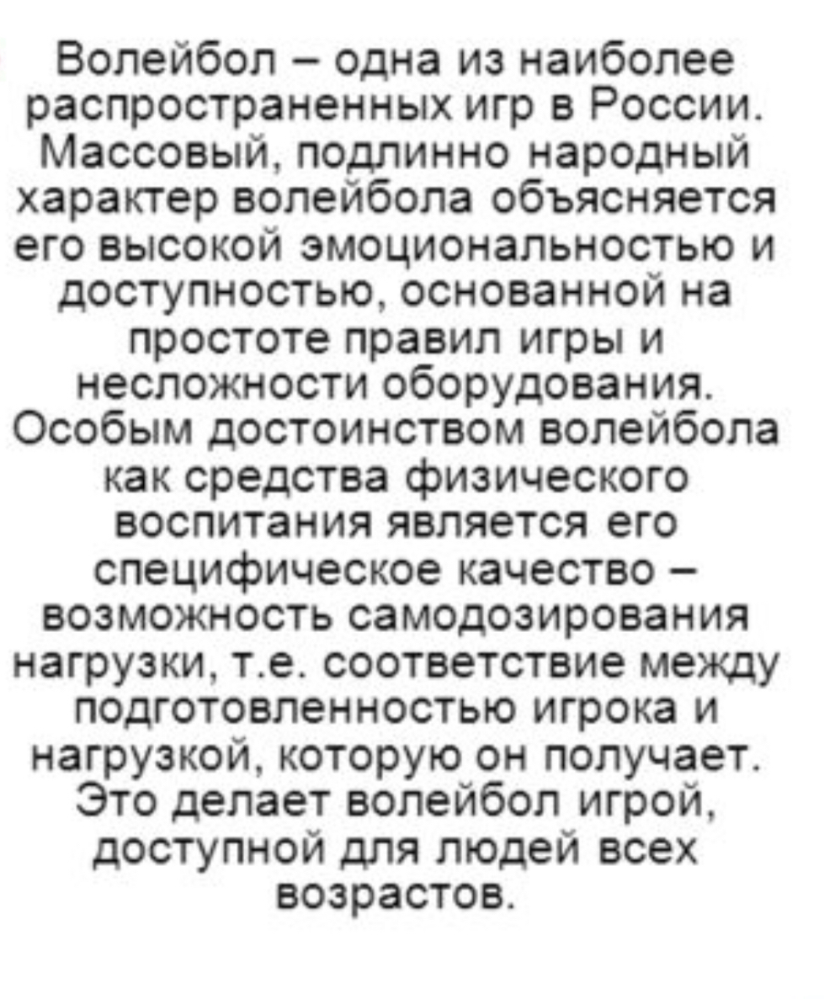 Волейбол – одна из наиболее
распространенных игр в России.
Массовый, подлинно народный
характер волейбола объясняется
его высокой эмоциональностью и
доступностью, основанной на
простоте правил игры и
несложности оборудования.
Особым достоинством волейбола
как средства физического
воспитания является его
специфическое качество –
возможность самодозирования
нагрузки, т.е. соответствие между
подготовленностью игрока и
нагрузкой, которую он получает.
Это делает волейбол игрой,
доступной для людей всех
возрастов.